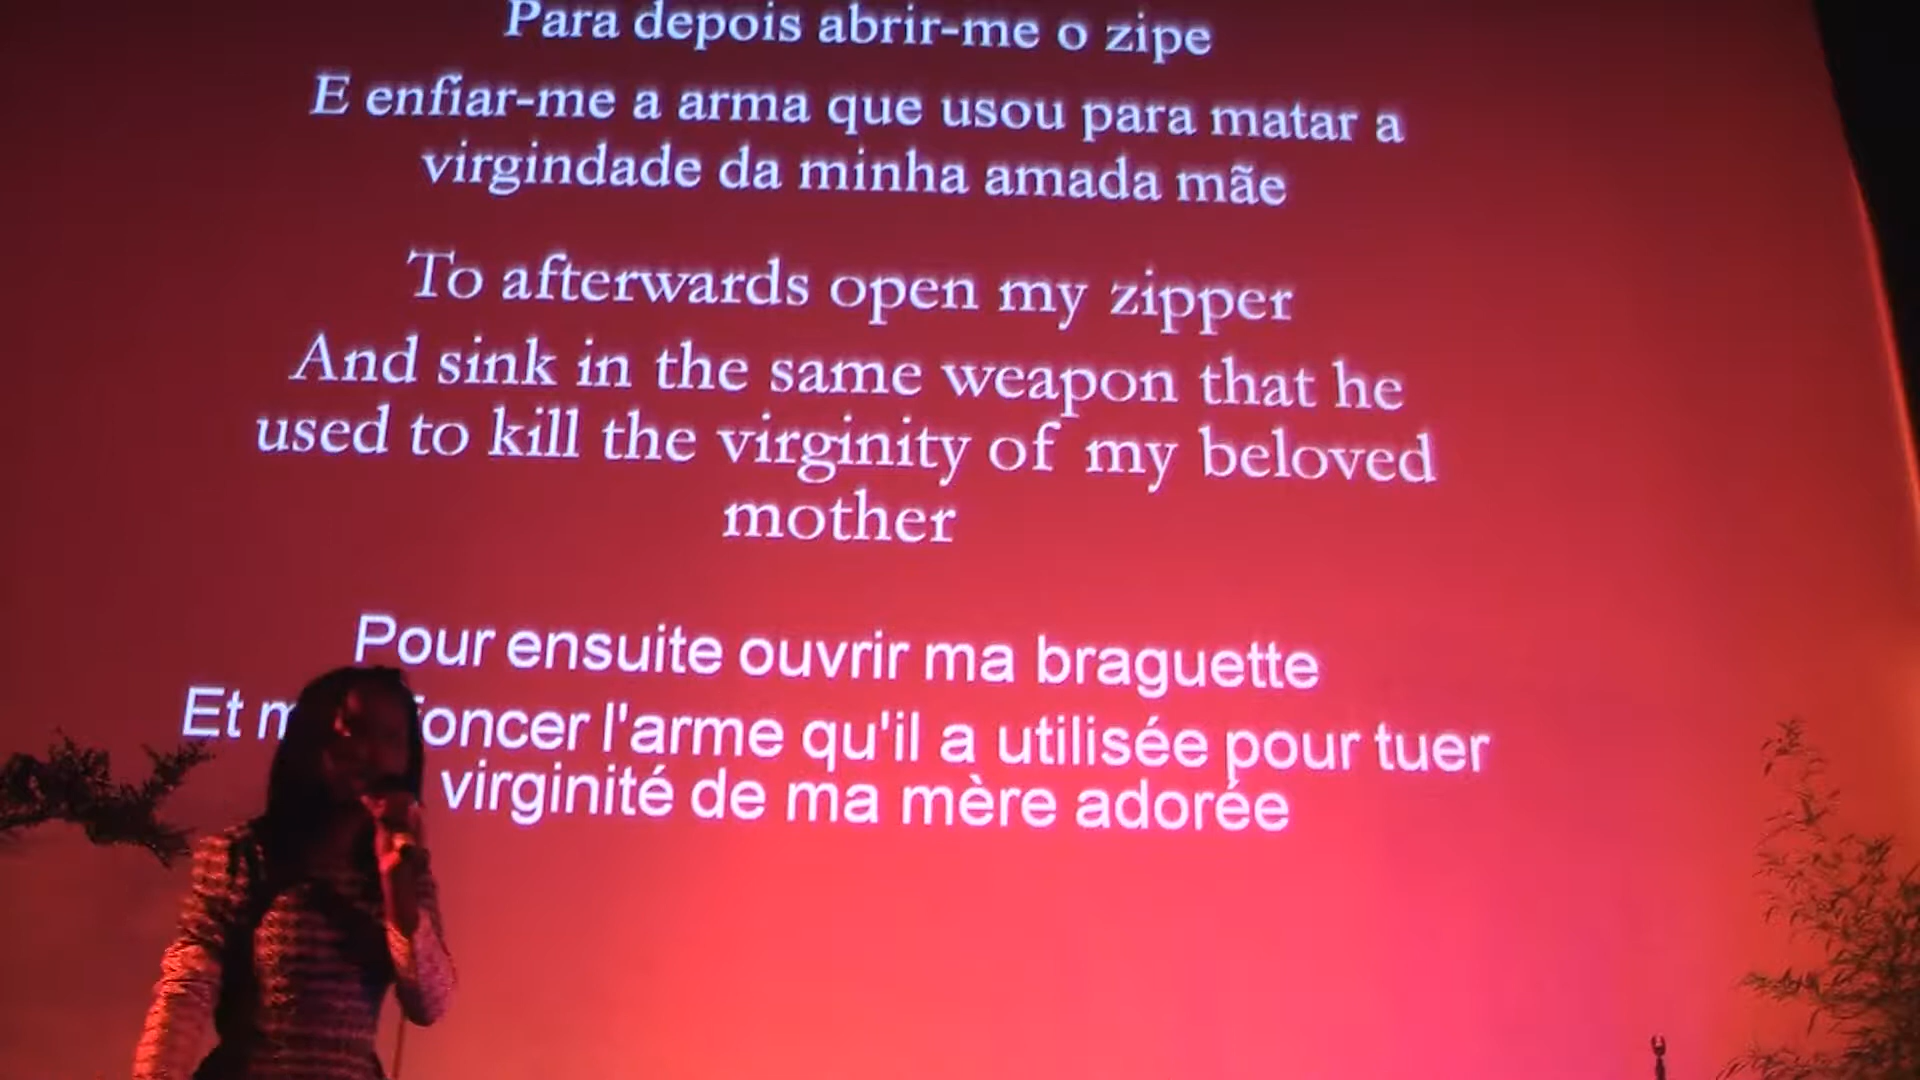 Para depois abrir-me o zipe
E enfiar-me a arma que usou para matar a
virgindade da minha amada mãe
To afterwards open my zipper
And sink in the same weapon that he
used to kill the virginity of my beloved
mother
Pour ensuite ouvrir ma braguette
Et l'arme qu'il a utilisée pour tuer
virginité de ma mère adorée